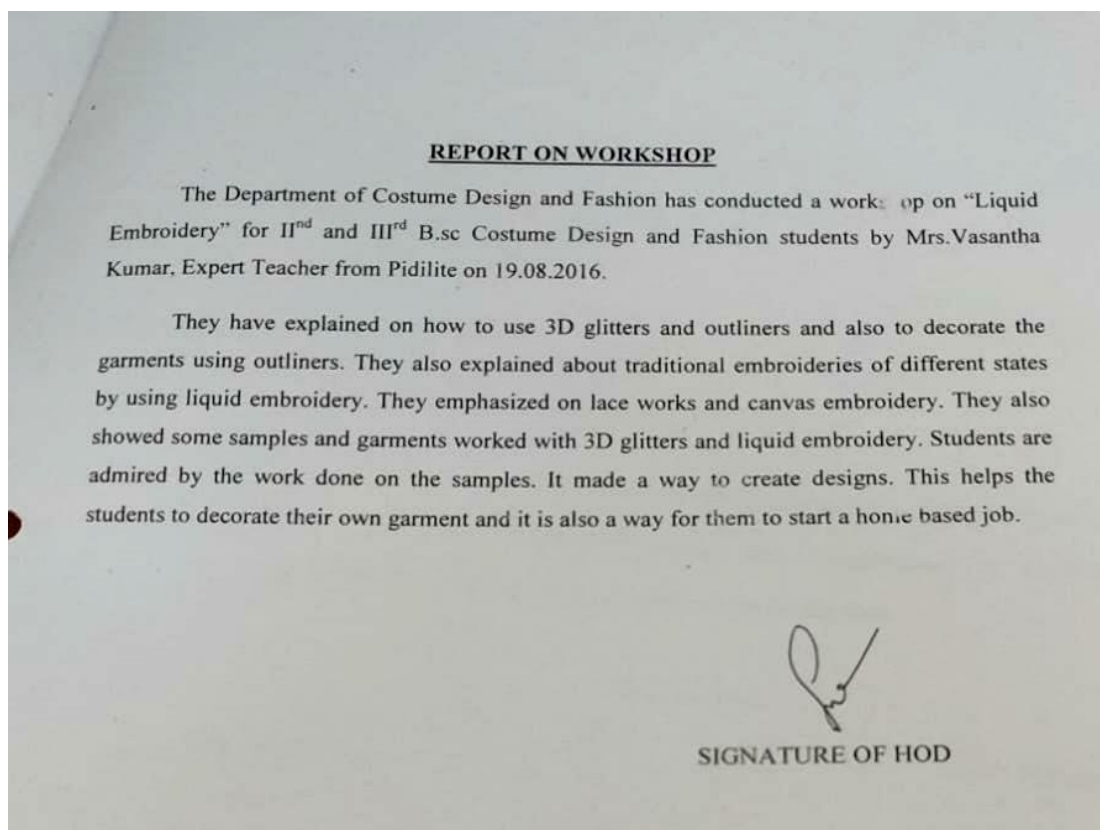 REPORT ON WORKSHOP
The Department of Costume Design and Fashion has conducted a workshop on “Liquid
Embroidery” for IInd and IIIrd B.sc Costume Design and Fashion students by Mrs.Vasantha
Kumar, Expert Teacher from Pidilite on 19.08.2016.
They have explained on how to use 3D glitters and outliners and also to decorate the
garments using outliners. They also explained about traditional embroideries of different states
by using liquid embroidery. They emphasized on lace works and canvas embroidery. They also
showed some samples and garments worked with 3D glitters and liquid embroidery. Students are
admired by the work done on the samples. It made a way to create designs. This helps the
students to decorate their own garment and it is also a way for them to start a home based job.
SIGNATURE OF HOD